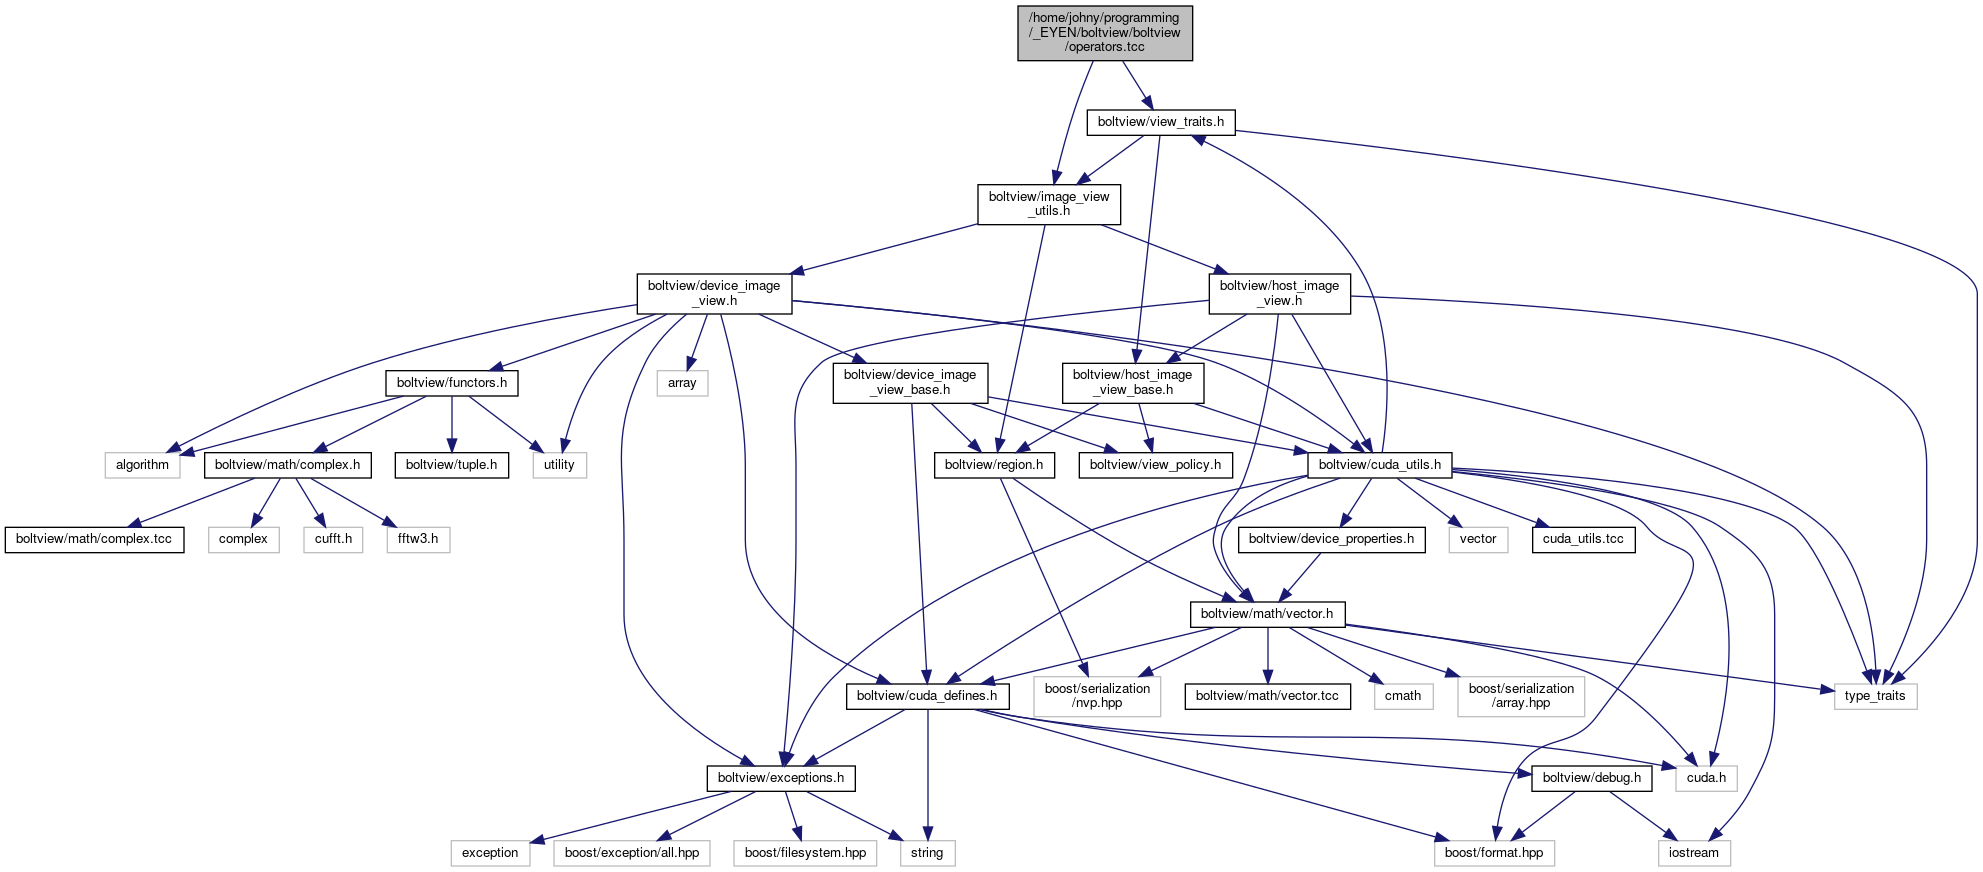 /home/johny/programming
/_EYEN/boltview/boltview
/operators.tcc
boltview/view_traits.h
boltview/image_view
_utils.h
boltview/device_image
_view.h
boltview/host_image
_view.h
boltview/functors.h
array
boltview/device_image
_view_base.h
boltview/host_image
_view_base.h
algorithm
boltview/math/complex.h
boltview/tuple.h
utility
boltview/region.h
boltview/view_policy.h
boltview/cuda_utils.h
boltview/math/complex.tcc
complex
cufft.h
fftw3.h
boltview/device_properties.h
vector
cuda_utils.tcc
boltview/math/vector.h
boltview/cuda_defines.h
boost/serialization
/nvp.hpp
boltview/math/vector.tcc
cmath
boost/serialization
/array.hpp
type_traits
boltview/exceptions.h
boltview/debug.h
cuda.h
exception
boost/exception/all.hpp
boost/filesystem.hpp
string
boost/format.hpp
iostream